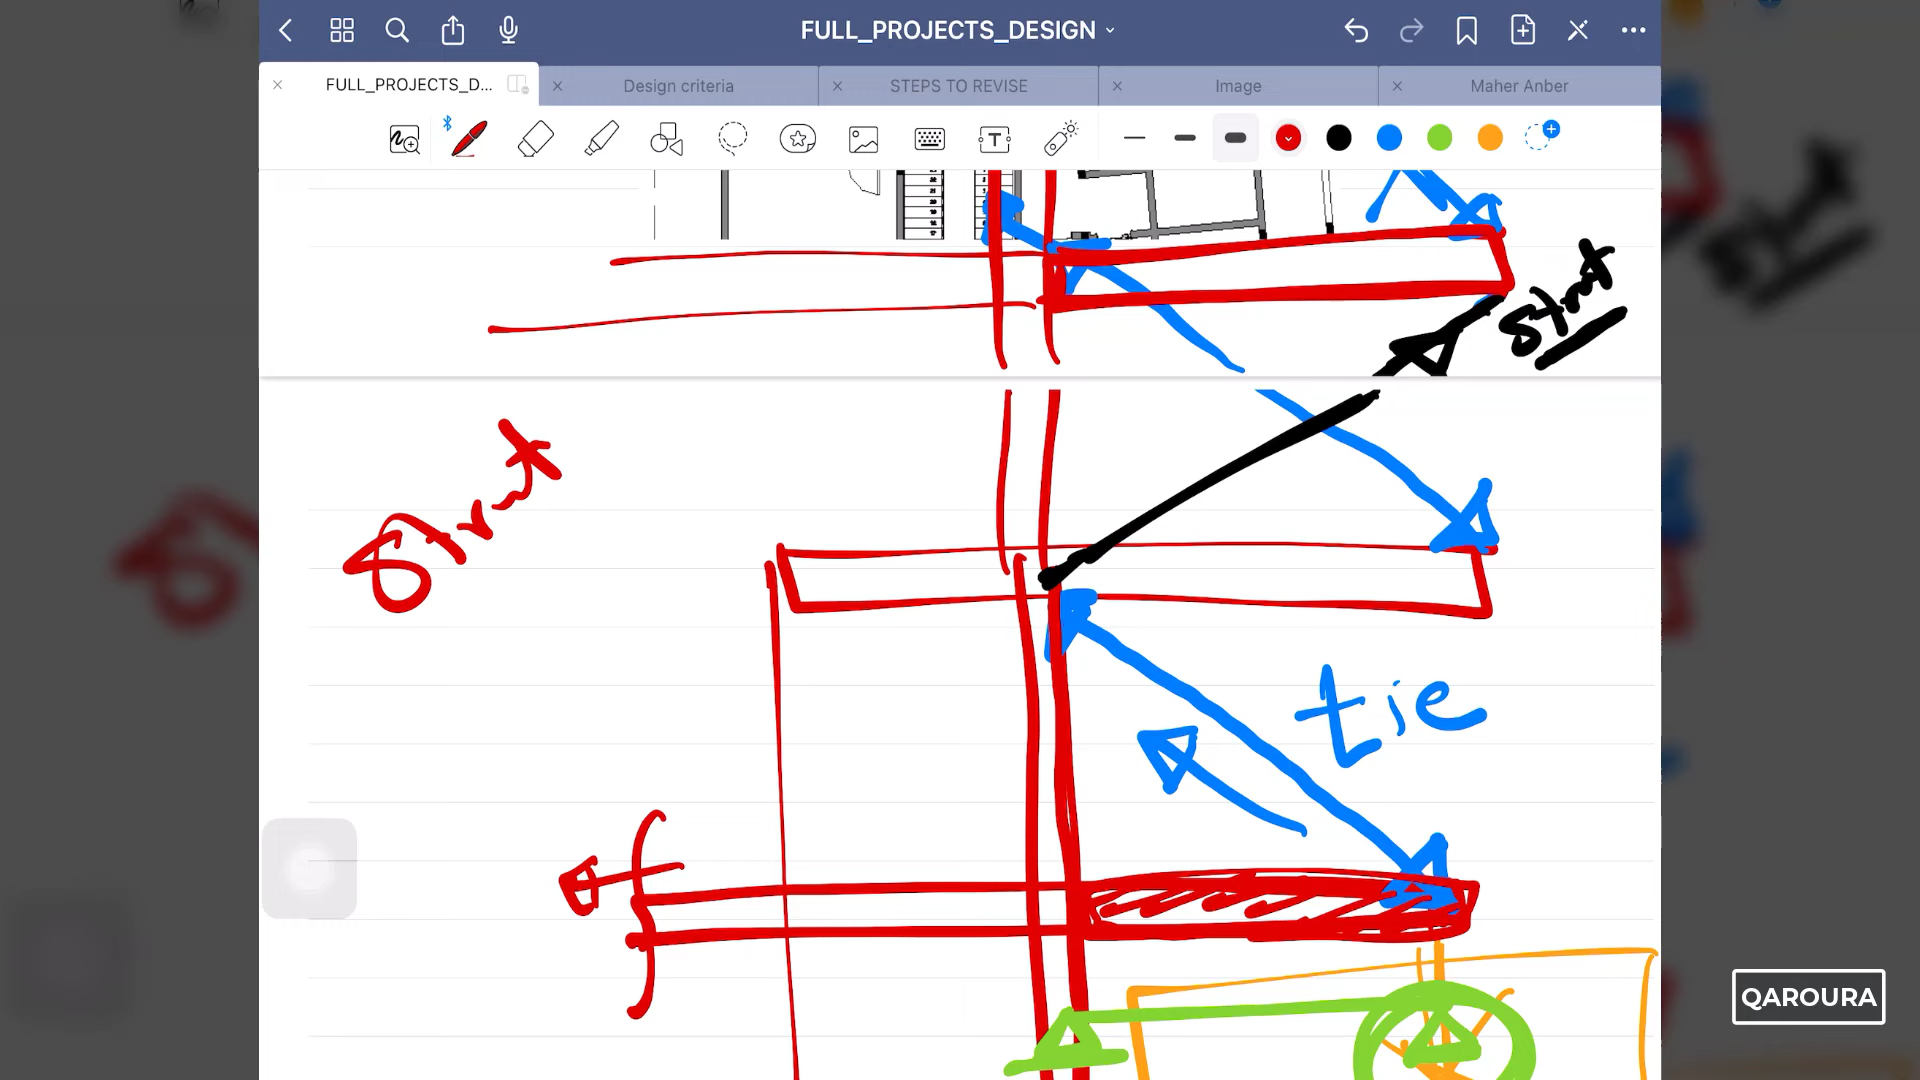 FULL_PROJECTS_DESIGN
FULL_PROJECTS_D...
Design criteria
STEPS TO REVISE
Image
Maher Anber
T
Strut
Strut
tie
QAROURA